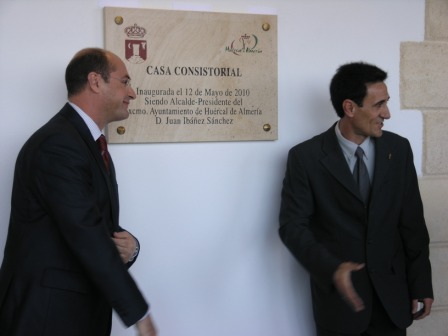 CASA CONSISTORIAL
Inaugurada el 12 de Mayo de 2010
Siendo Alcalde-Presidente del
Excmo. Ayuntamiento de Huércal de Almería
D. Juan Ibáñez Sánchez